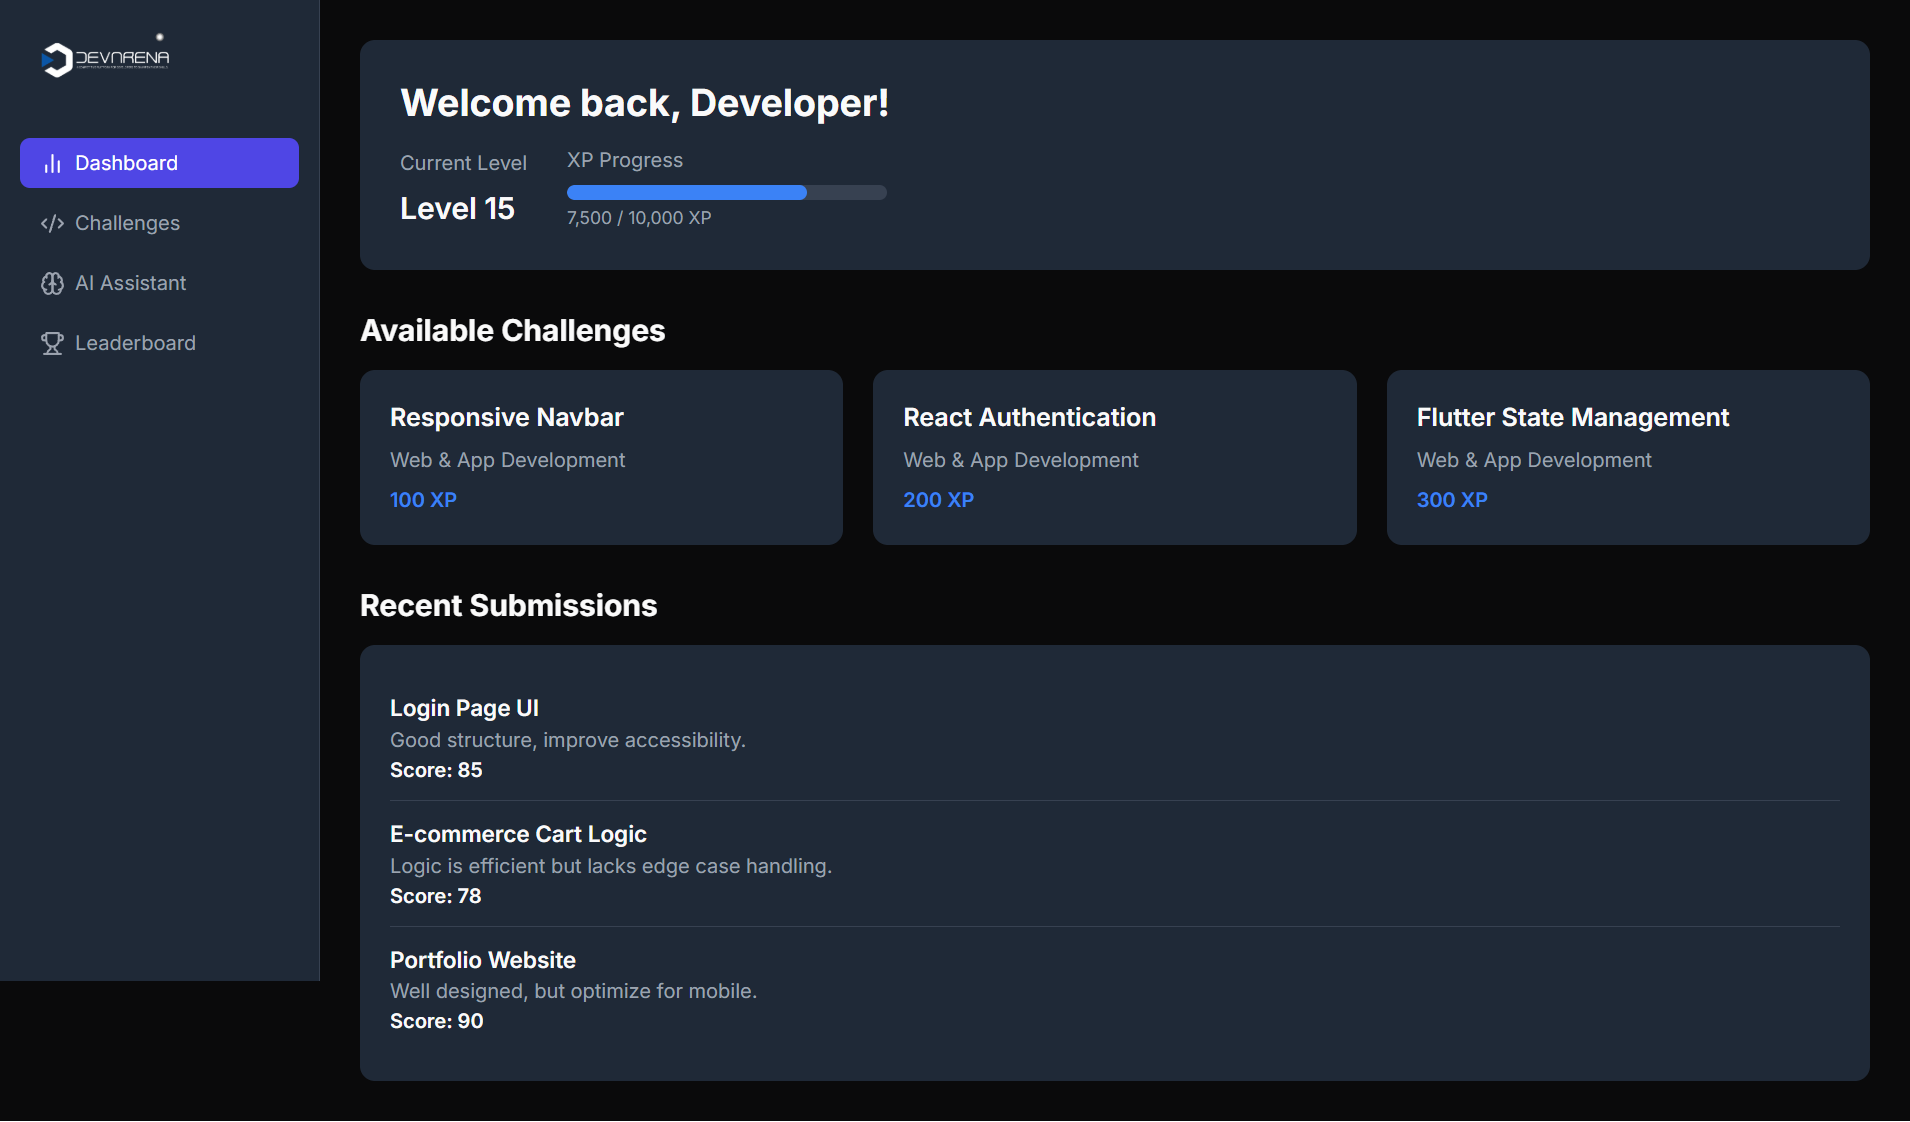 DEVARENA
Dashboard
Challenges
AI Assistant
Leaderboard
Welcome back, Developer!
Current Level
Level 15
XP Progress
7,500 / 10,000 XP
Available Challenges
Responsive Navbar
Web & App Development
100 XP
React Authentication
Web & App Development
200 XP
Flutter State Management
Web & App Development
300 XP
Recent Submissions
Login Page UI
Good structure, improve accessibility.
Score: 85
E-commerce Cart Logic
Logic is efficient but lacks edge case handling.
Score: 78
Portfolio Website
Well designed, but optimize for mobile.
Score: 90